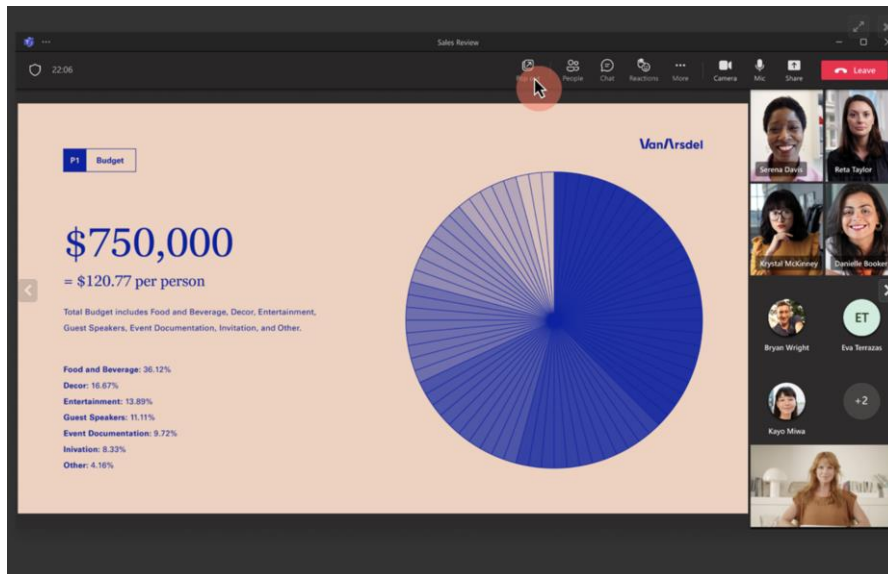 Sales Review
22:06
Pop out People Chat Reactions More Camera Mic Share Leave
P1 Budget
VanArsdel
$750,000
= $120.77 per person
Total Budget includes Food and Beverage, Decor, Entertainment,
Guest Speakers, Event Documentation, Invitation, and Other.
Food and Beverage: 36.12%
Decor: 16.67%
Entertainment: 13.89%
Guest Speakers: 11.11%
Event Documentation: 9.72%
Inivation: 8.33%
Other: 4.16%
Serena Davis
Reta Taylor
Krystal McKinney
Danielle Booker
Bryan Wright
ET
Eva Terrazas
Kayo Miwa
+2